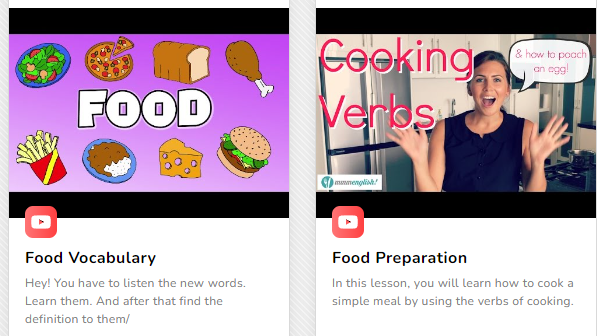 FOOD
Food Vocabulary
Hey! You have to listen the new words.
Learn them. And after that find the
definition to them/
Cooking
Verbs
& how to poach
an egg!
mmmenglish!
Food Preparation
In this lesson, you will learn how to cook a
simple meal by using the verbs of cooking.